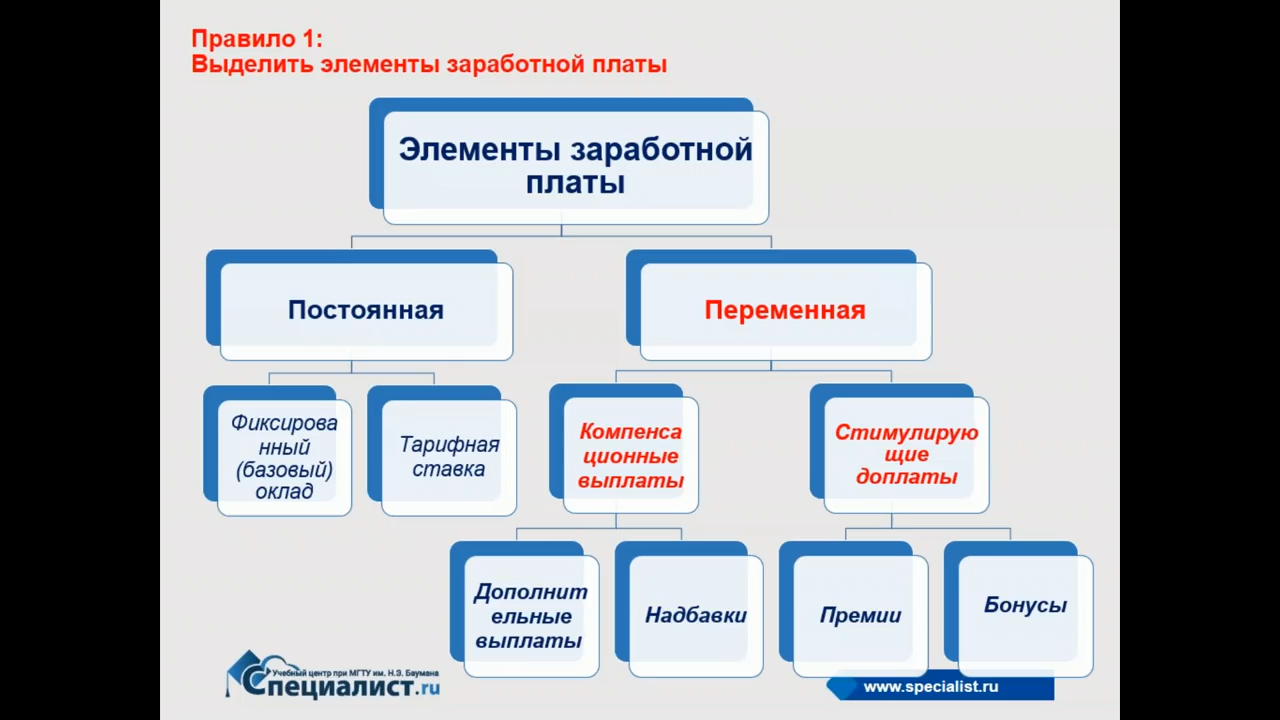 Правило 1:
Выделить элементы заработной платы
Элементы заработной
платы
Постоянная
Переменная
Фиксирова
нный
(базовый)
оклад
Тарифная
ставка
Компенса
ционные
выплаты
Стимулирую
щие
доплаты
Дополнит
ельные
выплаты
Надбавки
Премии
Бонусы
Учебный центр при МГТУ им. Н.Э. Баумана
Специалист.ru
www.specialist.ru